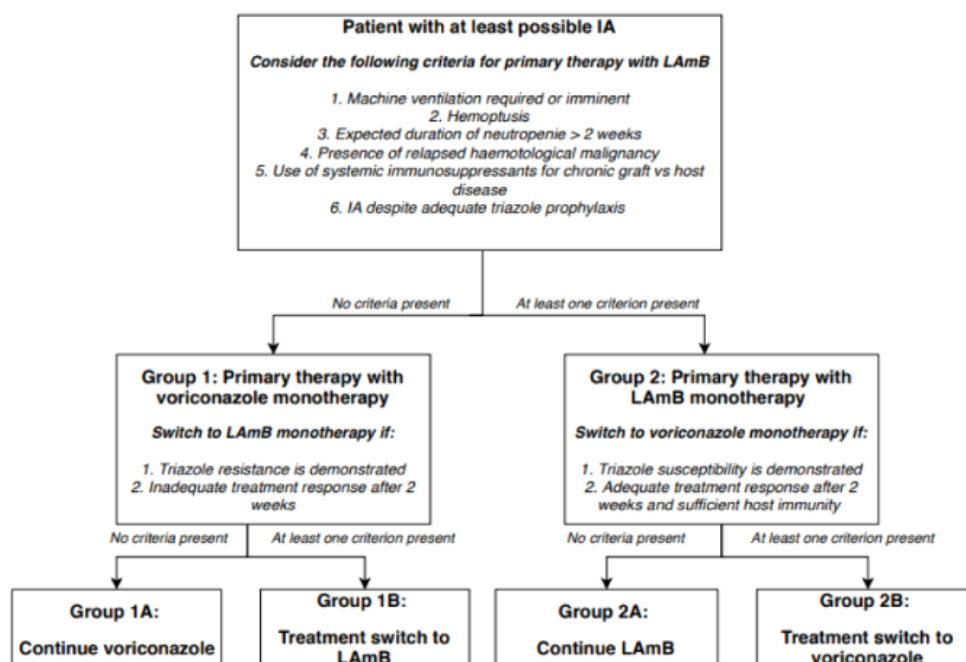 Patient with at least possible IA
Consider the following criteria for primary therapy with LAmB
1. Machine ventilation required or imminent
2. Hemoptusis
3. Expected duration of neutropenie > 2 weeks
4. Presence of relapsed haemotological malignancy
5. Use of systemic immunosuppressants for chronic graft vs host
disease
6. IA despite adequate triazole prophylaxis
No criteria present
At least one criterion present
Group 1: Primary therapy with
voriconazole monotherapy
Switch to LAmB monotherapy if:
1. Triazole resistance is demonstrated
2. Inadequate treatment response after 2
weeks
Group 2: Primary therapy with
LAmB monotherapy
Switch to voriconazole monotherapy if:
1. Triazole susceptibility is demonstrated
2. Adequate treatment response after 2
weeks and sufficient host immunity
No criteria present
At least one criterion present
No criteria present
At least one criterion present
Group 1A:
Continue voriconazole
Group 1B:
Treatment switch to
LAmB
Group 2A:
Continue LAmB
Group 2B:
Treatment switch to
voriconazole